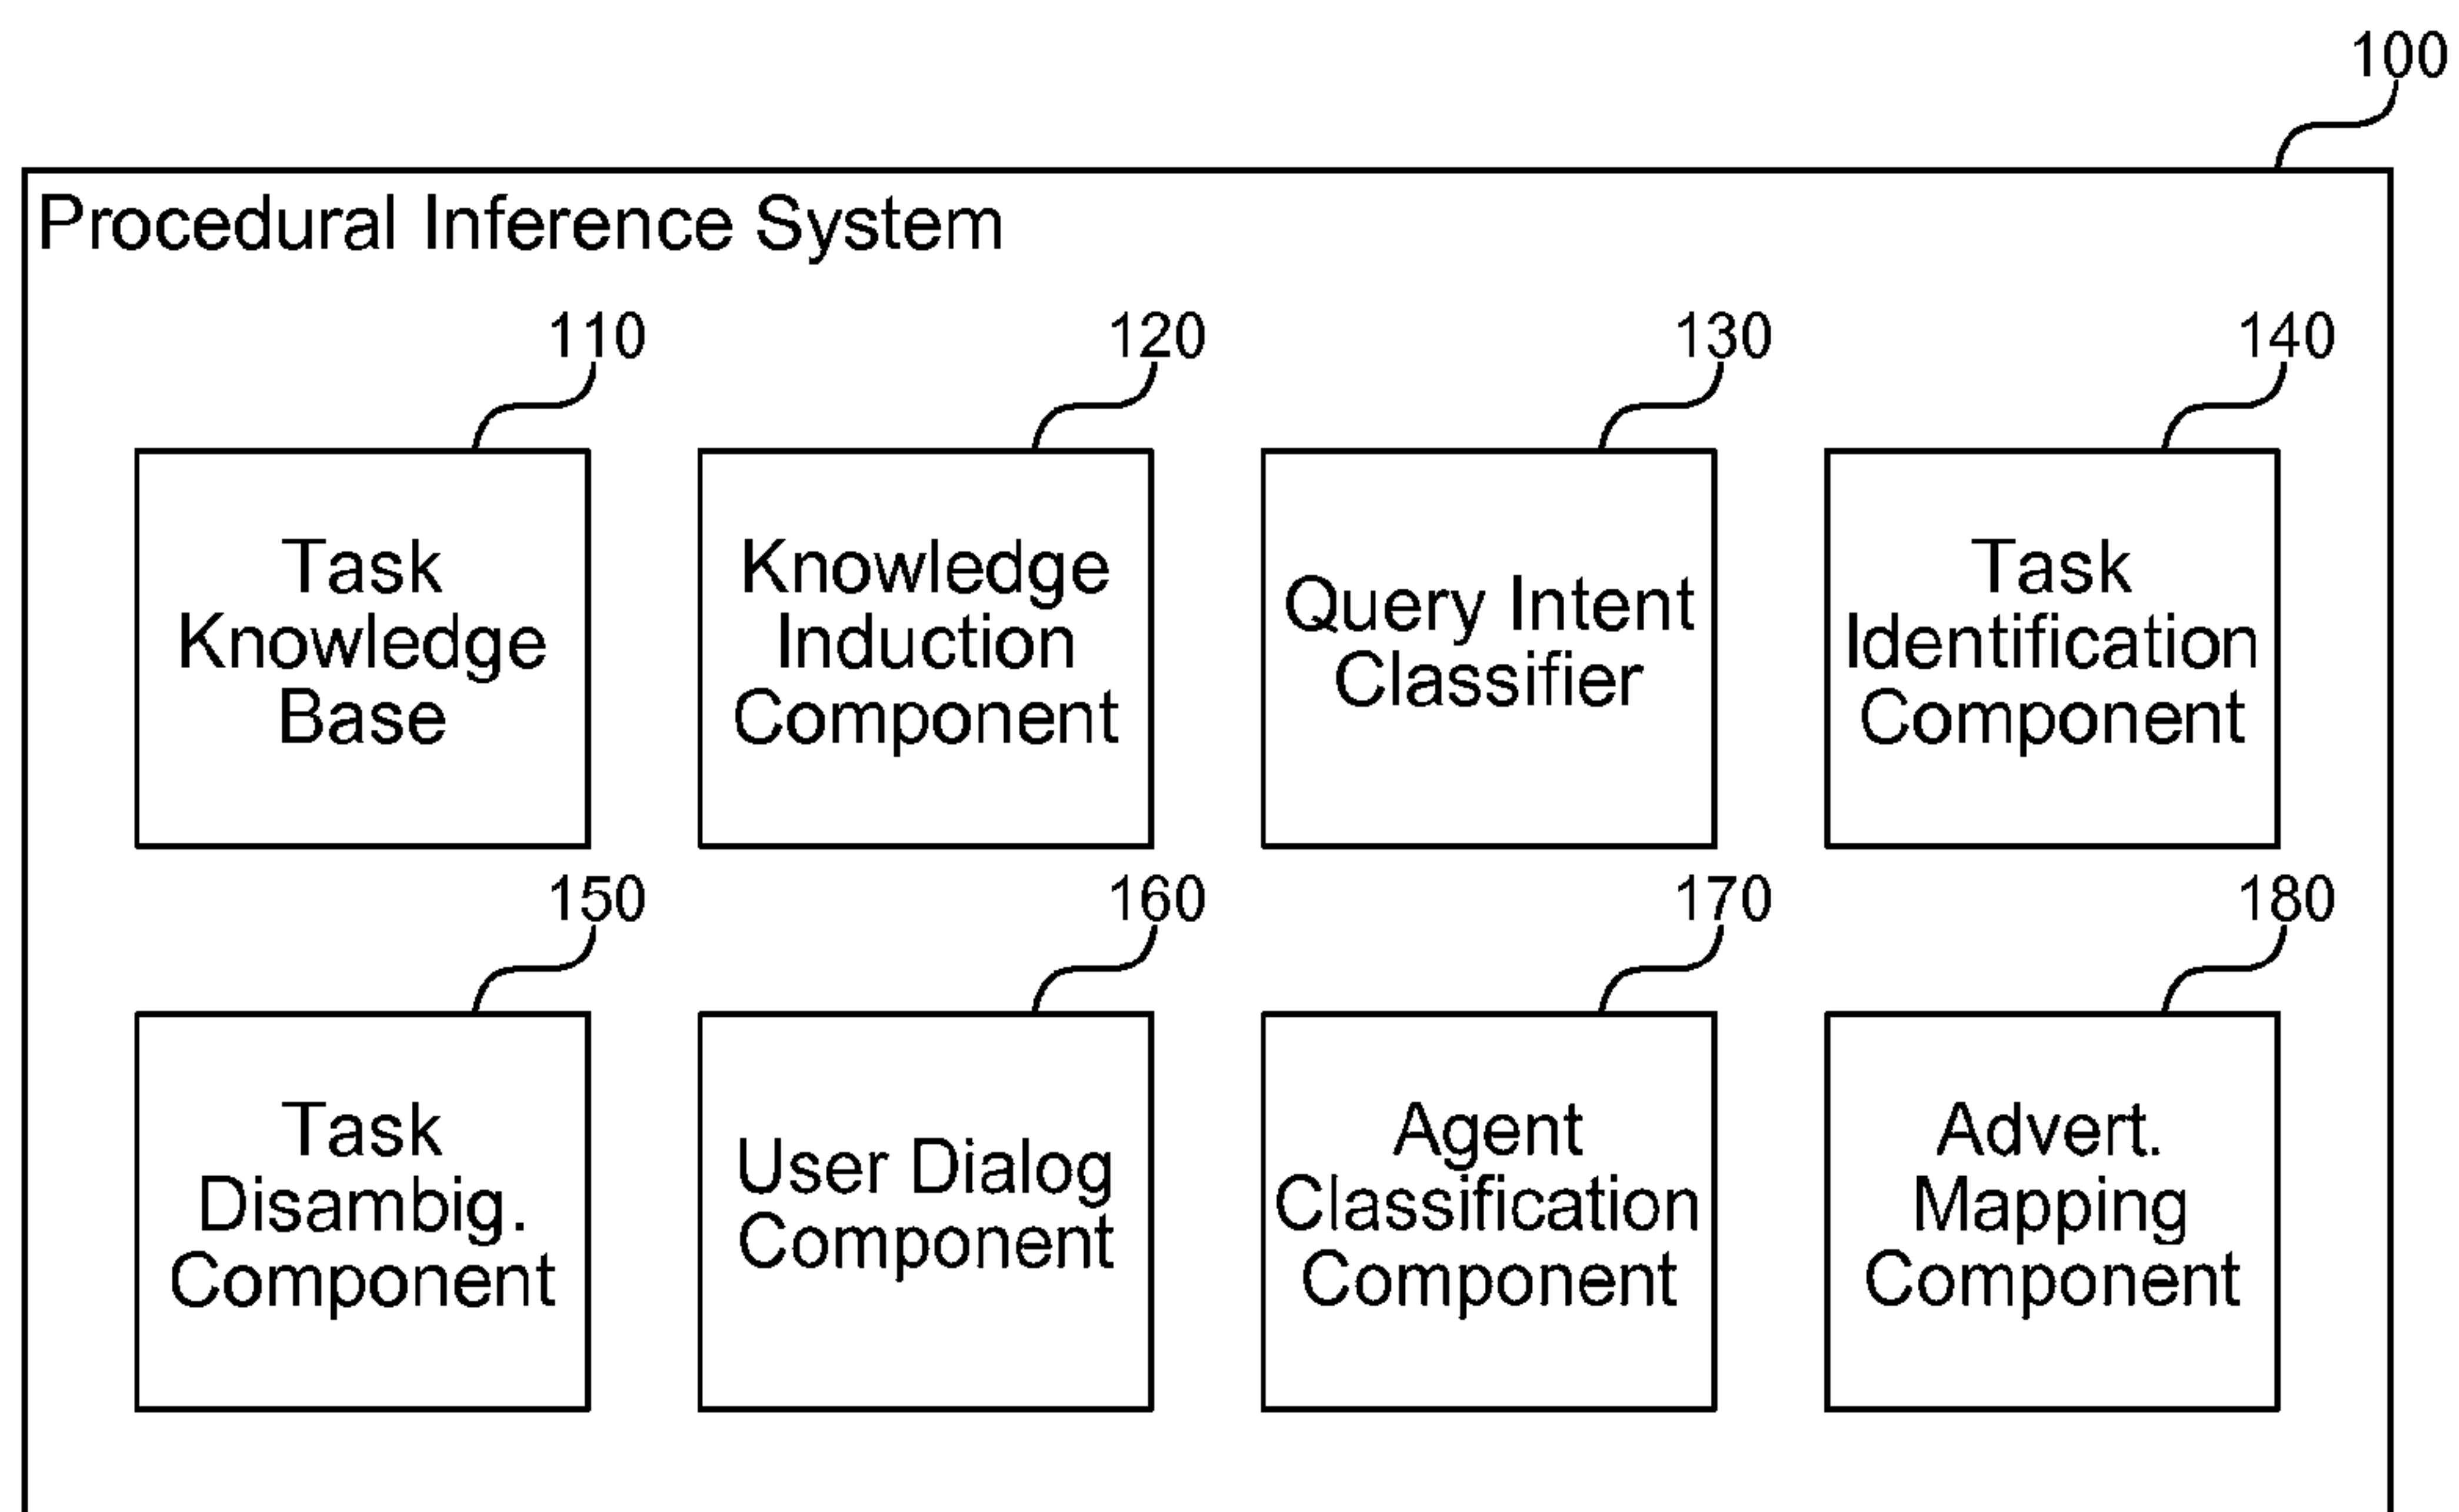 100
Procedural Inference System
110
120
130
140
Task
Knowledge
Base
Knowledge
Induction
Component
Query Intent
Classifier
Task
Identification
Component
150
160
170
180
Task
Disambig.
Component
User Dialog
Component
Agent
Classification
Component
Advert.
Mapping
Component